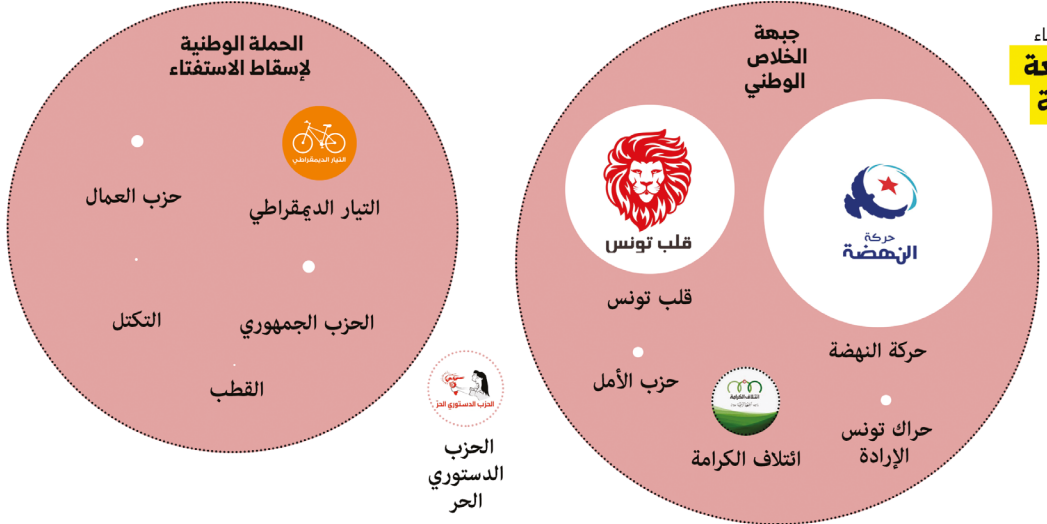 جبهة
الخلاص
الوطني
حركة
النهضة
حركة النهضة
قلب تونس
قلب تونس
حزب الأمل
ائتلاف الكرامة
ائتلاف الكرامة
حراك تونس
الإرادة
الحملة الوطنية
لإسقاط الاستفتاء
التيار الديمقراطي
التيار الديمقراطي
حزب العمال
الحزب الجمهوري
التكتل
القطب
الحزب الدستوري الحر
الحزب
الدستوري
الحر